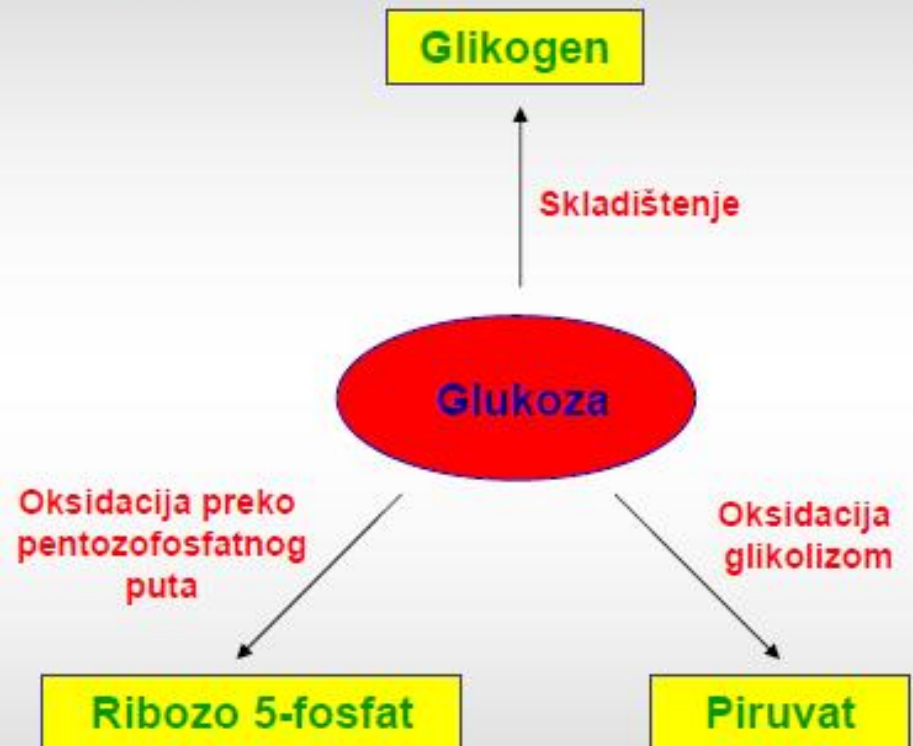 Glikogen
Skladištenje
Glukoza
Oksidacija preko
pentozofosfatnog
puta
Oksidacija
glikolizom
Ribozo 5-fosfat
Piruvat